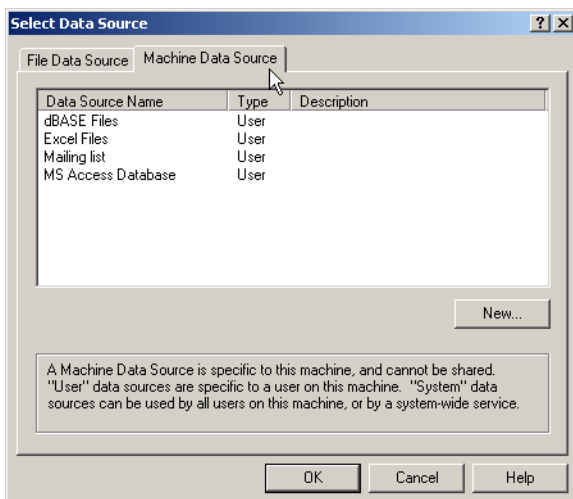 Select Data Source
File Data Source Machine Data Source
Data Source Name Type Description
dBASE Files User
Excel Files User
Mailing list User
MS Access Database User
New...
A Machine Data Source is specific to this machine, and cannot be shared.
"User" data sources are specific to a user on this machine. "System" data
sources can be used by all users on this machine, or by a system-wide service.
OK Cancel Help